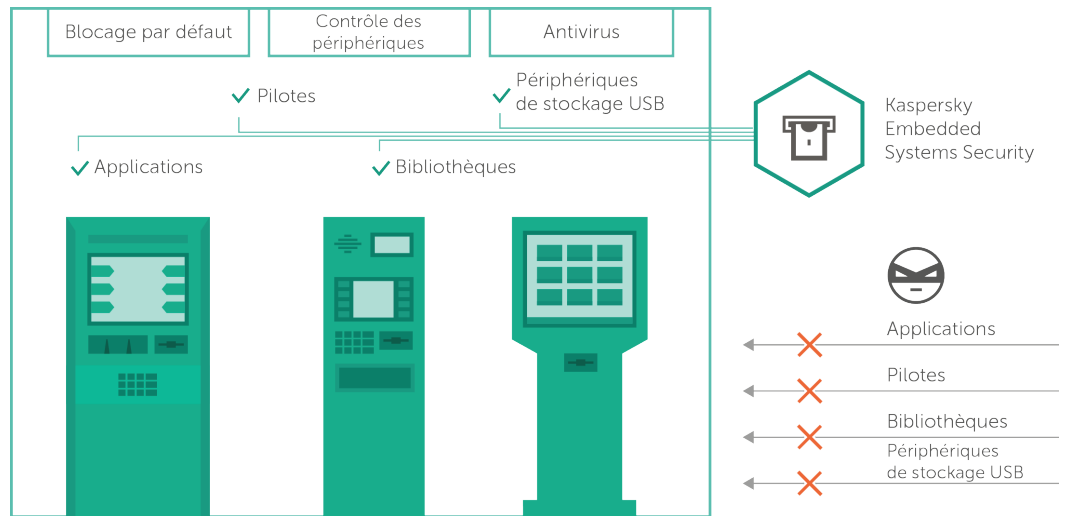 Blocage par défaut
Contrôle des
périphériques
Antivirus
Pilotes
Périphériques
de stockage USB
Applications
Bibliothèques
Kaspersky
Embedded
Systems Security
Applications
Pilotes
Bibliothèques
Périphériques
de stockage USB